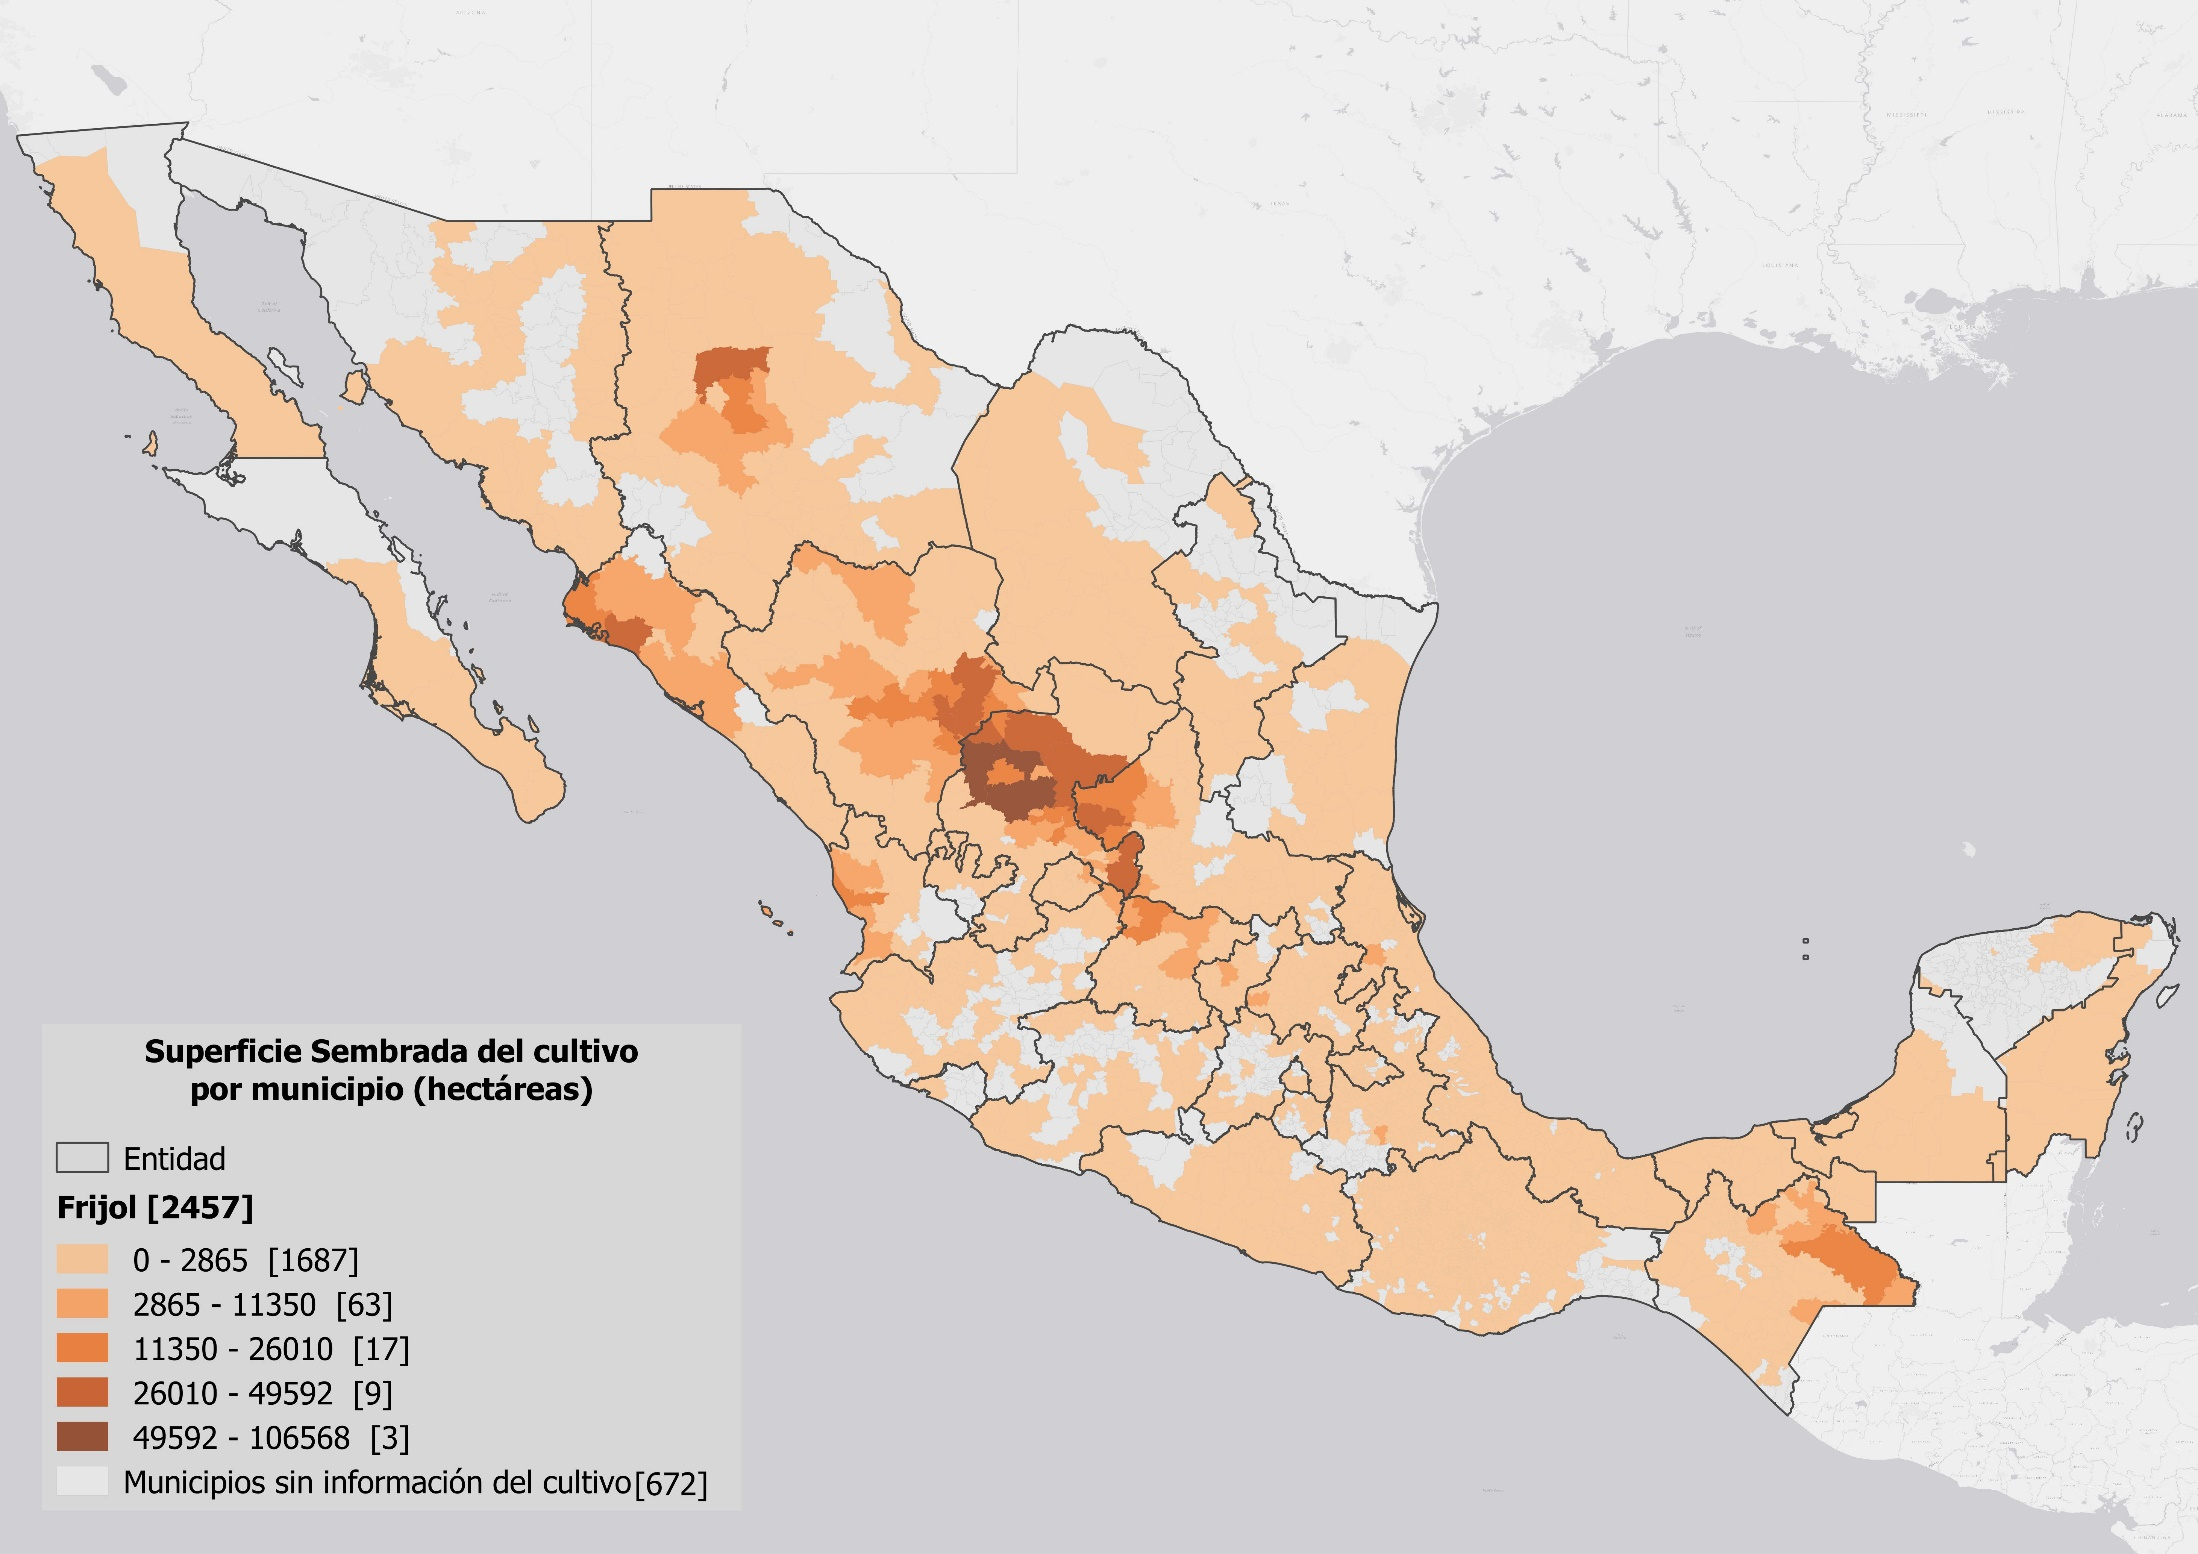 Superficie Sembrada del cultivo
por municipio (hectáreas)
Entidad
Frijol [2457]
0 - 2865 [1687]
2865 - 11350 [63]
11350 - 26010 [17]
26010 - 49592 [9]
49592 - 106568 [3]
Municipios sin información del cultivo [672]